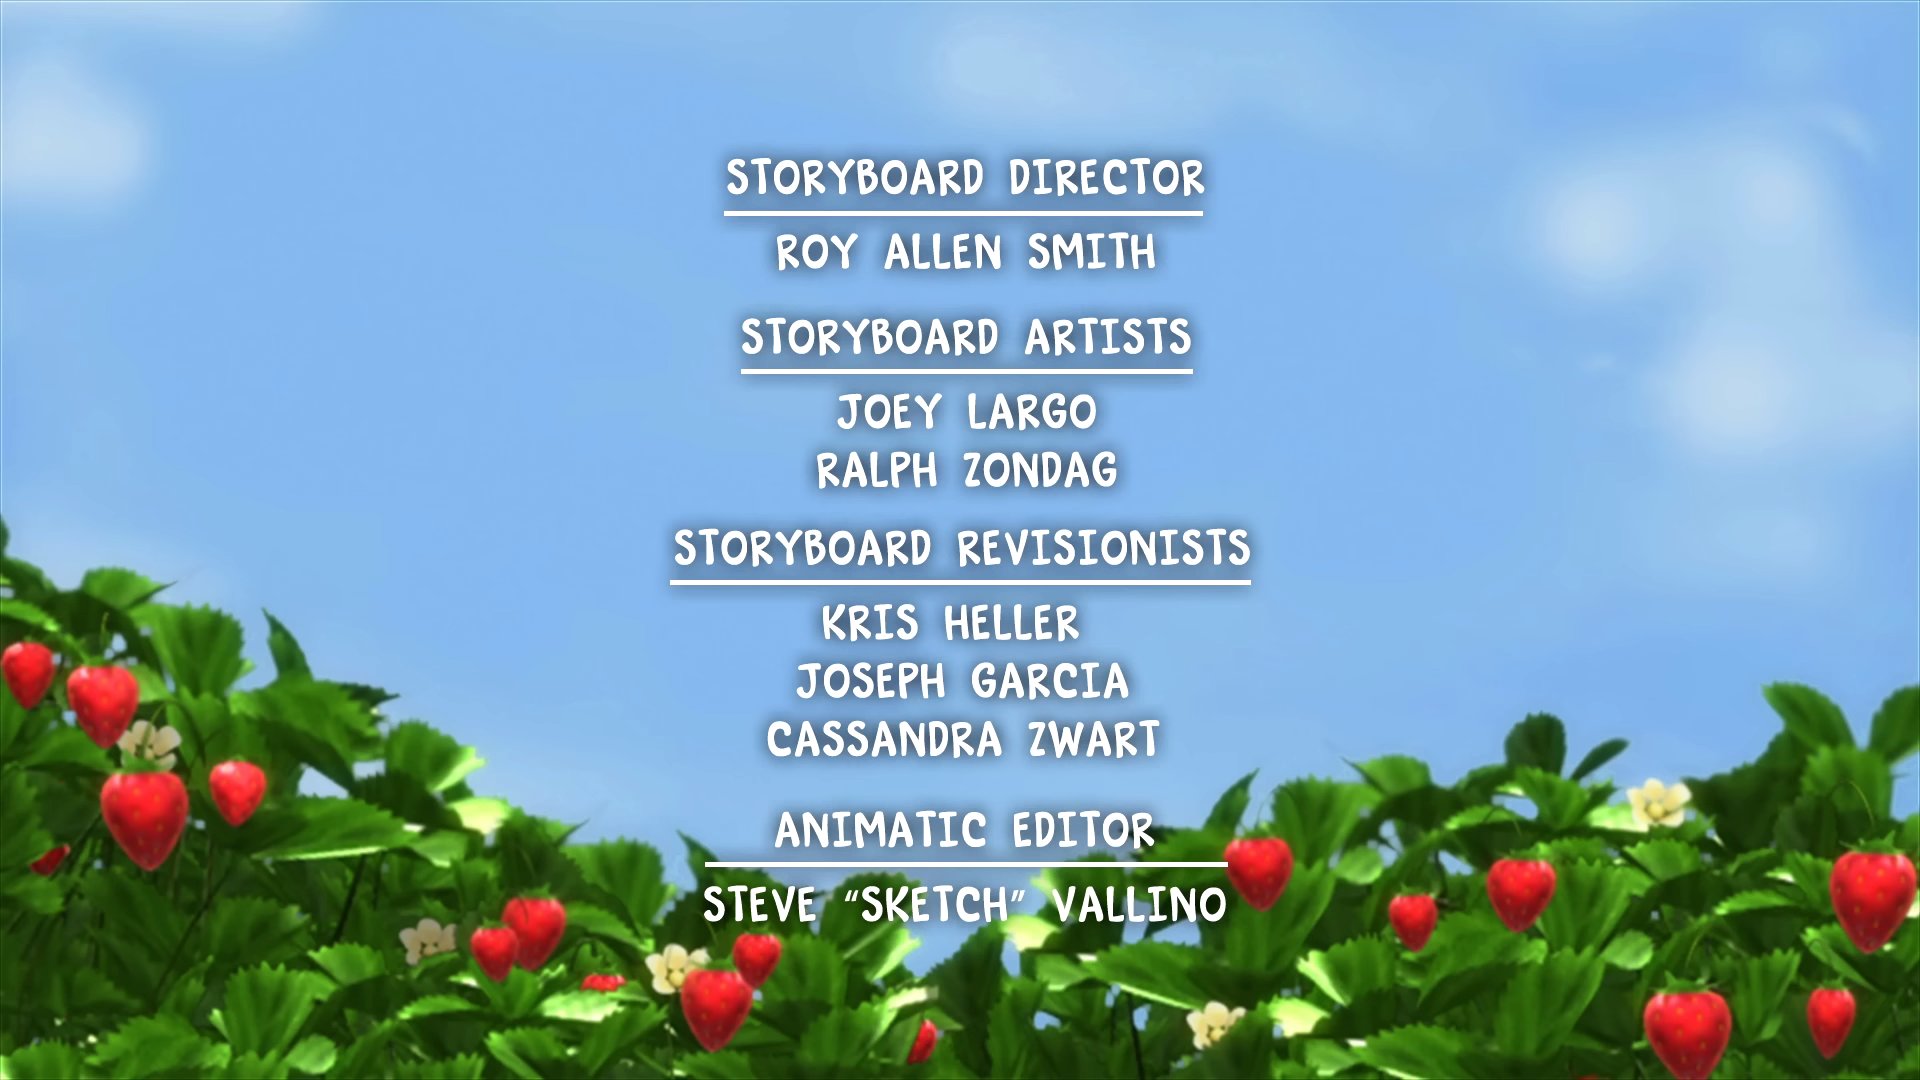 STORYBOARD DIRECTOR
ROY ALLEN SMITH
STORYBOARD ARTISTS
JOEY LARGO
RALPH ZONDAG
STORYBOARD REVISIONISTS
KRIS HELLER
JOSEPH GARCIA
CASSANDRA ZWART
ANIMATIC EDITOR
STEVE “SKETCH” VALLINO